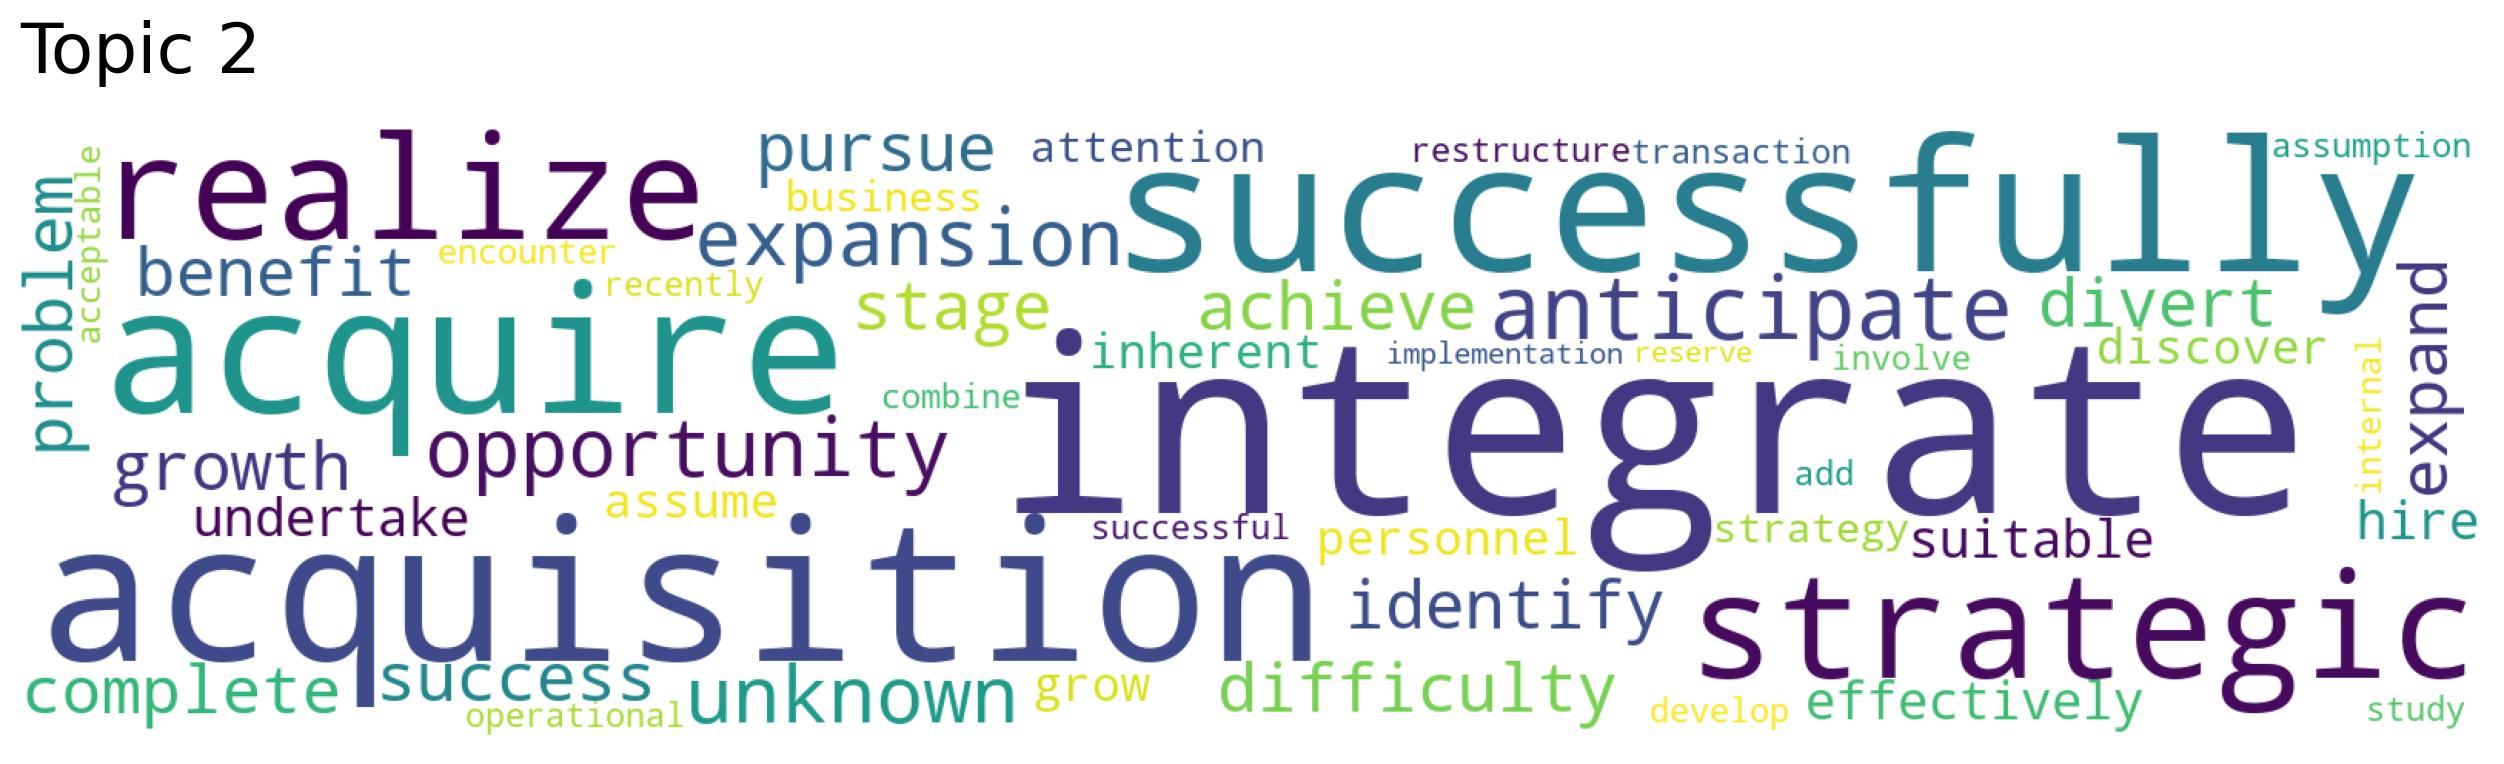 Topic 2
pursue
attention
restructure
transaction
assumption
realize
business
successfully
problem
acceptable
expansion
benefit
encounter
recently
stage
achieve
anticipate
divert
expand
acquire
inherent
implementation
reserve
involve
discover
combine
integrate
internal
growth
opportunity
add
undertake
assume
successful
personnel
strategy
suitable
hire
acquisition
identify
strategic
complete
success
operational
unknown
grow
difficulty
develop
effectively
study